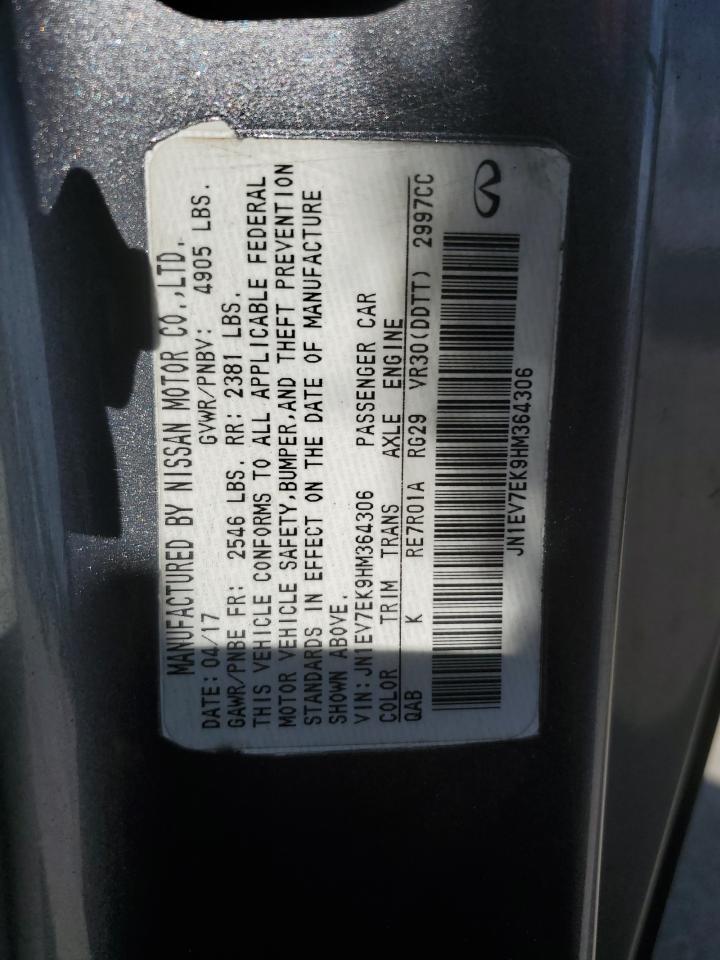 MANUFACTURED BY NISSAN MOTOR CO.,LTD.
DATE: 04/17 GVWR/PNBV: 4905 LBS.
GAWR/PNBE FR: 2546 LBS. RR: 2381 LBS.
THIS VEHICLE CONFORMS TO ALL APPLICABLE FEDERAL
MOTOR VEHICLE SAFETY,BUMPER,AND THEFT PREVENTION
STANDARDS IN EFFECT ON THE DATE OF MANUFACTURE
SHOWN ABOVE.
VIN:JN1EV7EK9HM364306 PASSENGER CAR
COLOR TRIM TRANS AXLE ENGINE
QAB K RE7R01A RG29 VR30(DDTT) 2997CC
JN1EV7EK9HM364306